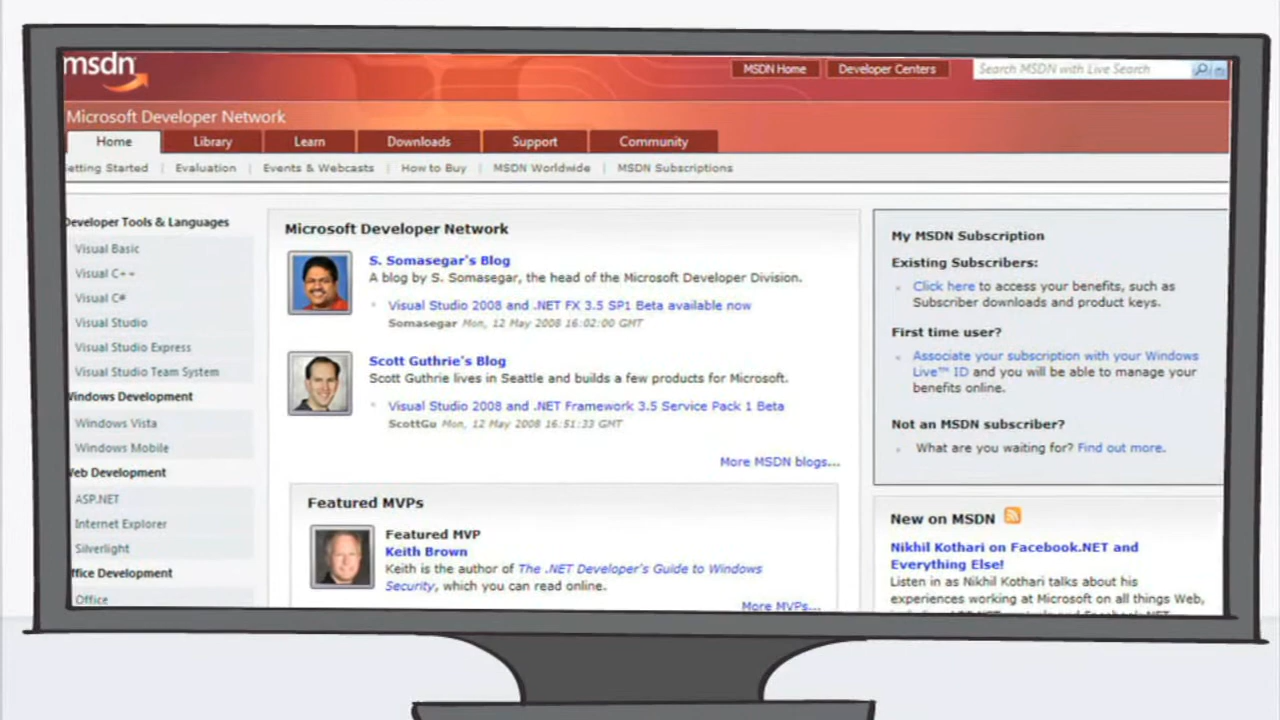 msdn
MSDN Home
Developer Centers
Search MSDN with Live Search
Microsoft Developer Network
Home
Library
Learn
Downloads
Support
Community
etting Started
Evaluation
Events & Webcasts
How to Buy
MSDN Worldwide
MSDN Subscriptions
Developer Tools & Languages
Visual Basic
Visual C++
Visual C#
Visual Studio
Visual Studio Express
Visual Studio Team System
Windows Development
Windows Vista
Windows Mobile
Web Development
ASP.NET
Internet Explorer
Silverlight
ffice Development
Office
Microsoft Developer Network
S. Somasegar's Blog
A blog by S. Somasegar, the head of the Microsoft Developer Division.
Visual Studio 2008 and .NET FX 3.5 SP1 Beta available now
Somasegar Mon, 12 May 2008 16:02:00 GMT
Scott Guthrie's Blog
Scott Guthrie lives in Seattle and builds a few products for Microsoft.
Visual Studio 2008 and .NET Framework 3.5 Service Pack 1 Beta
ScottGu Mon, 12 May 2008 16:51:33 GMT
More MSDN blogs...
Featured MVPs
Featured MVP
Keith Brown
Keith is the author of The .NET Developer's Guide to Windows
Security, which you can read online.
More MVPs...
My MSDN Subscription
Existing Subscribers:
Click here to access your benefits, such as
Subscriber downloads and product keys.
First time user?
Associate your subscription with your Windows
Live™ ID and you will be able to manage your
benefits online.
Not an MSDN subscriber?
What are you waiting for? Find out more.
New on MSDN
Nikhil Kothari on Facebook.NET and
Everything Else!
Listen in as Nikhil Kothari talks about his
experiences working at Microsoft on all things Web,